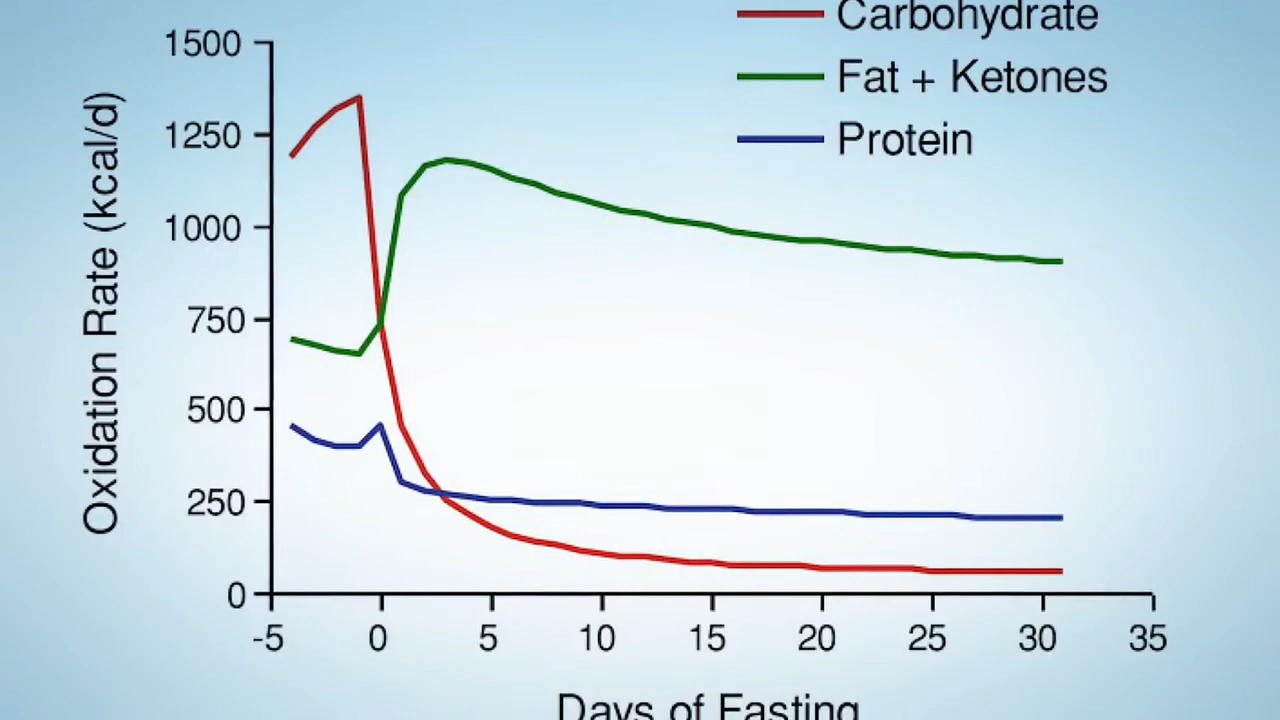 Carbohydrate
Fat + Ketones
Protein
Oxidation Rate (kcal/d)
1500
1250
1000
750
500
250
0
-5 0 5 10 15 20 25 30 35
Days of Fasting